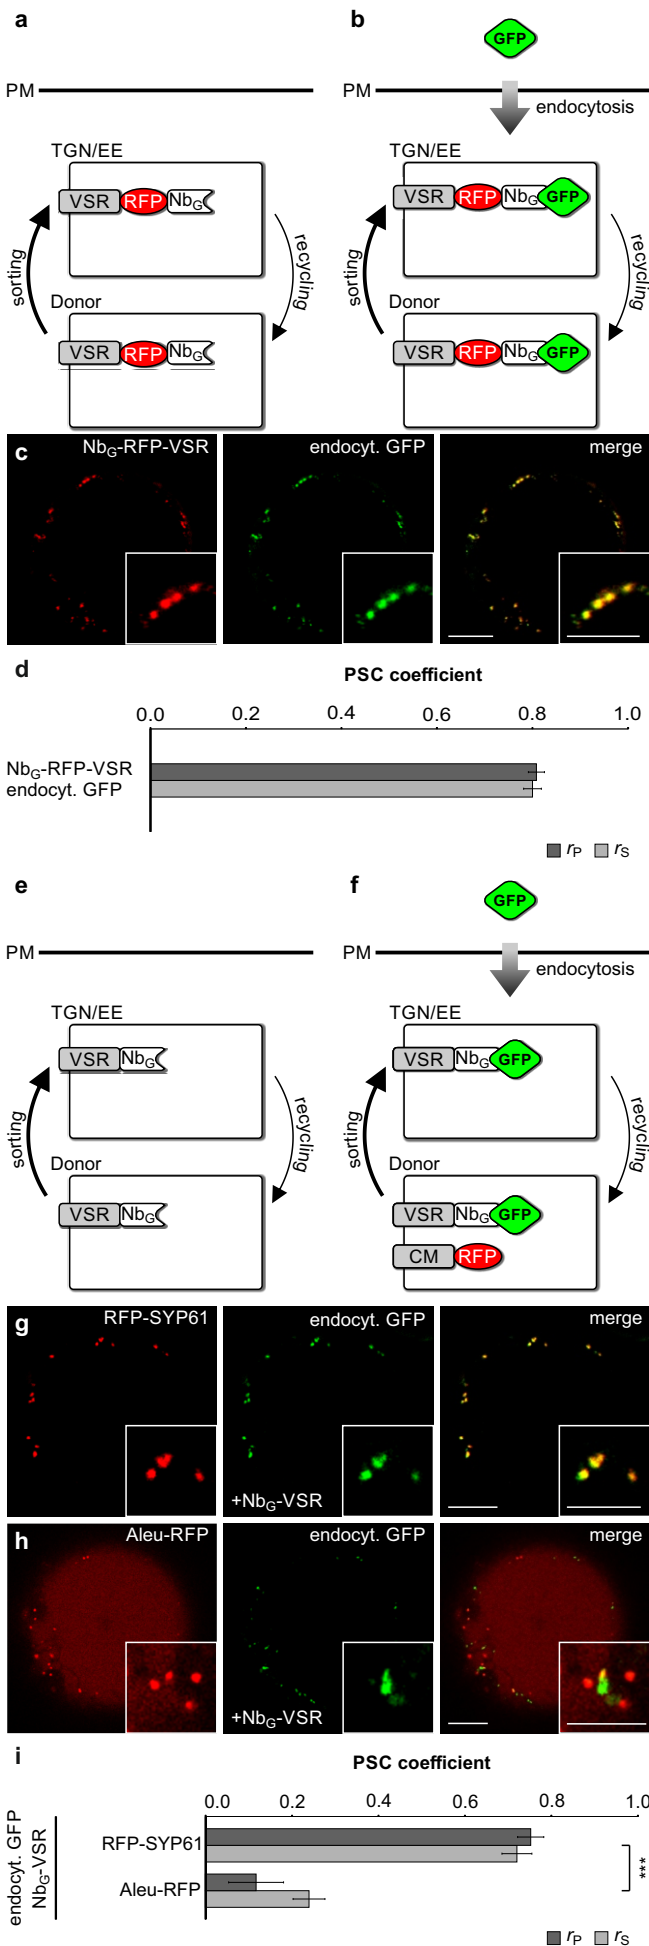 a
b
GFP
PM
PM
endocytosis
TGN/EE
TGN/EE
VSR RFP NbG
VSR RFP NbG GFP
sorting
recycling
sorting
recycling
Donor
Donor
VSR RFP NbG
VSR RFP NbG GFP
c
NbG-RFP-VSR
endocyt. GFP
merge
d
PSC coefficient
0.0 0.2 0.4 0.6 0.8 1.0
NbG-RFP-VSR
endocyt. GFP
rP rS
e
f
GFP
PM
PM
endocytosis
TGN/EE
TGN/EE
VSR NbG
VSR NbG GFP
sorting
recycling
sorting
recycling
Donor
Donor
VSR NbG
VSR NbG GFP
CM RFP
g
RFP-SYP61
endocyt. GFP
+NbG-VSR
merge
h
Aleu-RFP
endocyt. GFP
+NbG-VSR
merge
i
PSC coefficient
0.0 0.2 0.4 0.6 0.8 1.0
endocyt. GFP
NbG-VSR
RFP-SYP61
Aleu-RFP
***
rP rS